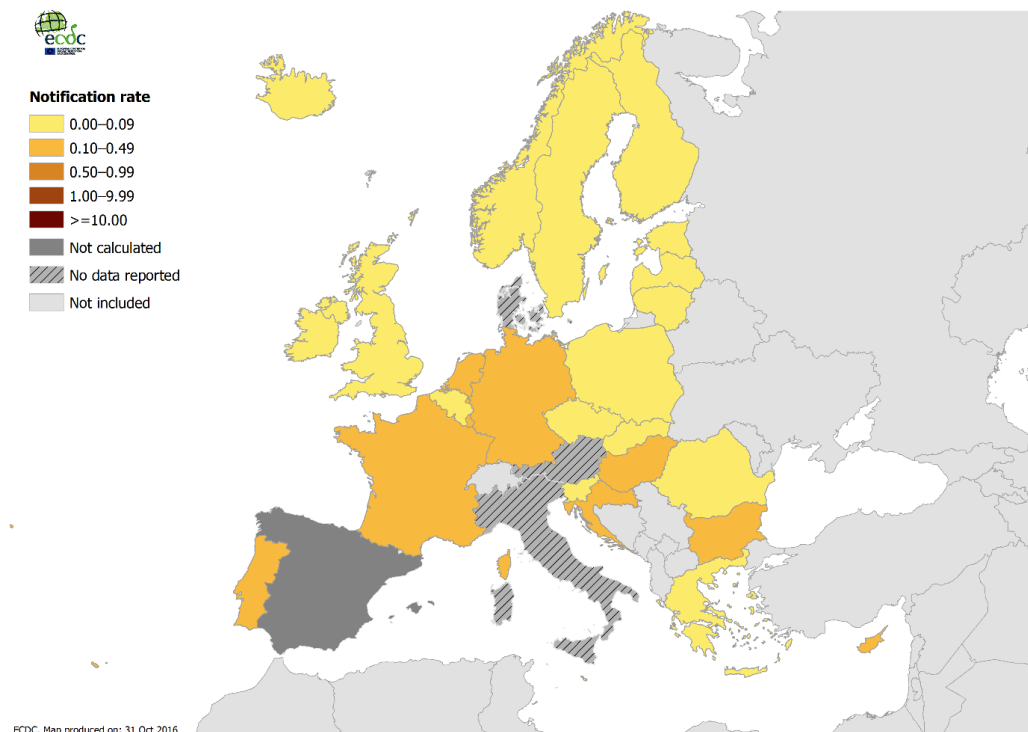 ecdc
Notification rate
0.00–0.09
0.10–0.49
0.50–0.99
1.00–9.99
>=10.00
Not calculated
No data reported
Not included
ECDC. Map produced on: 31 Oct 2016